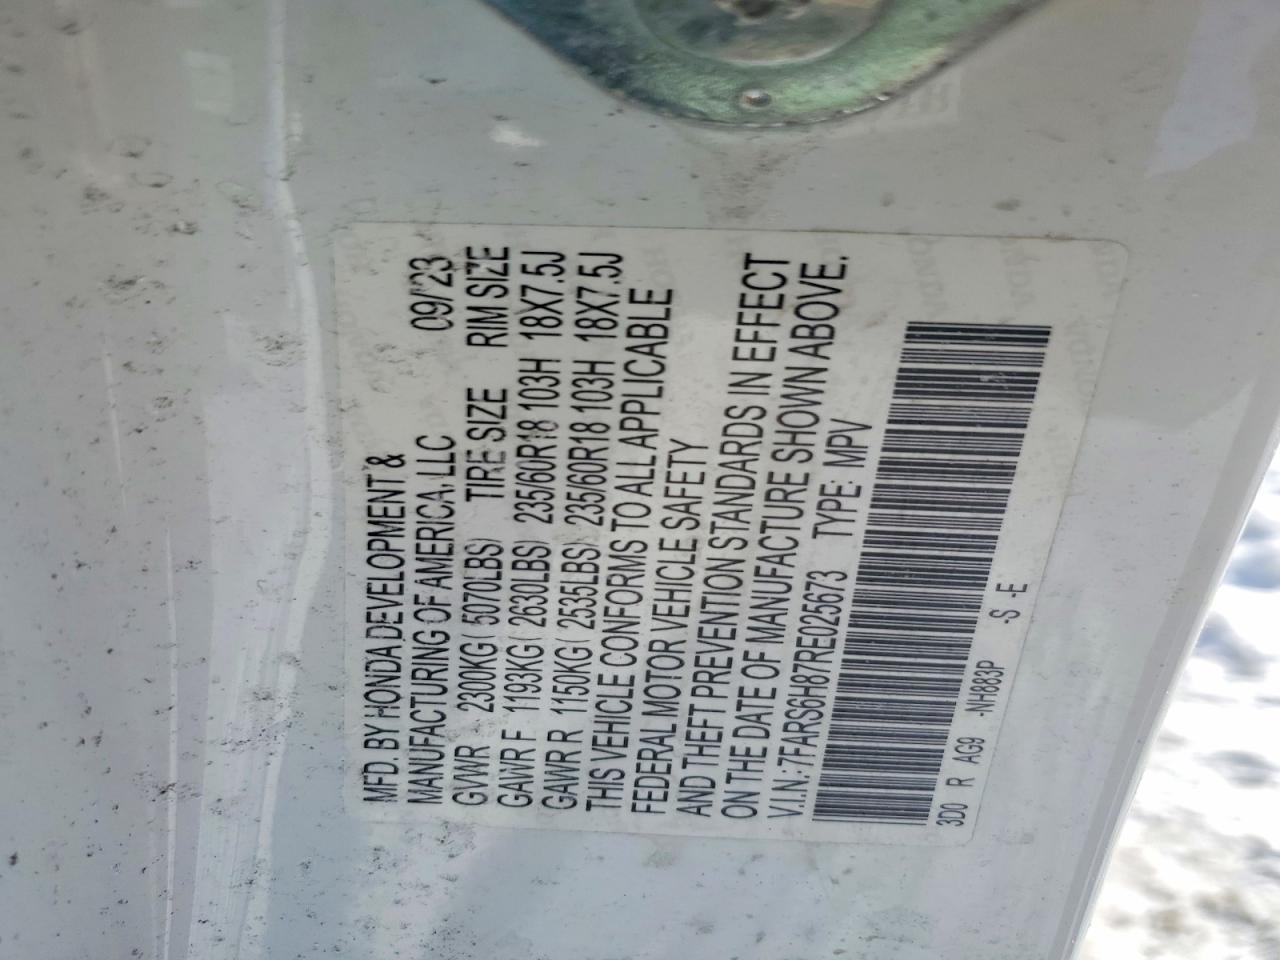 MFD. BY HONDA DEVELOPMENT &
MANUFACTURING OF AMERICA, LLC 09/23
GVWR 2300KG ( 5070LBS) TIRE SIZE RIM SIZE
GAWR F 1193KG ( 2630LBS) 235/60R18 103H 18X7.5J
GAWR R 1150KG ( 2535LBS) 235/60R18 103H 18X7.5J
THIS VEHICLE CONFORMS TO ALL APPLICABLE
FEDERAL MOTOR VEHICLE SAFETY
AND THEFT PREVENTION STANDARDS IN EFFECT
ON THE DATE OF MANUFACTURE SHOWN ABOVE.
V.I.N.: 7FARS6H87RE025673 TYPE: MPV
3D0 R AG9 -NH883P -S -E